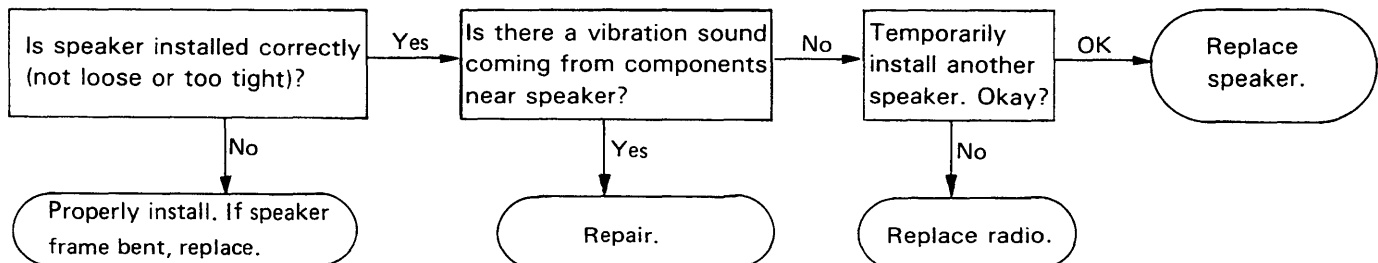 Is speaker installed correctly
(not loose or too tight)?
Yes
Is there a vibration sound
coming from components
near speaker?
No
Temporarily
install another
speaker. Okay?
OK
Replace
speaker.
No
Properly install. If speaker
frame bent, replace.
Yes
Repair.
No
Replace radio.